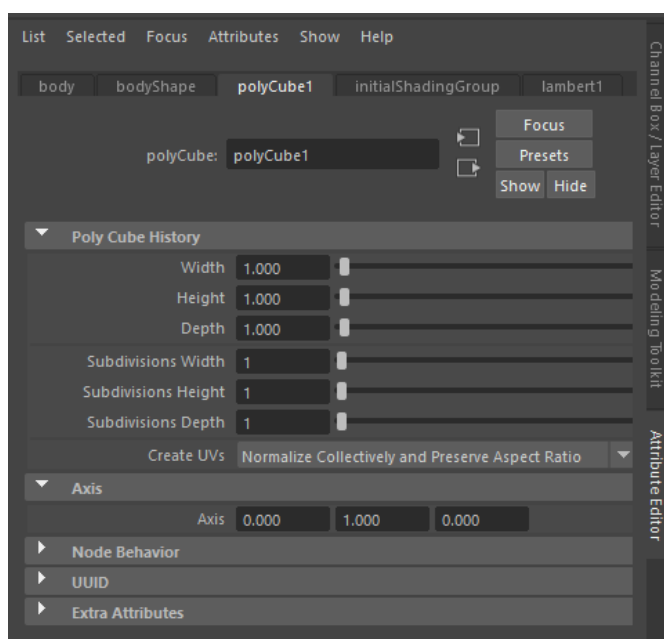 List Selected Focus Attributes Show Help
body bodyShape polyCube1 initialShadingGroup lambert1
Focus
polyCube: polyCube1 Presets
Show Hide
Poly Cube History
Width 1.000
Height 1.000
Depth 1.000
Subdivisions Width 1
Subdivisions Height 1
Subdivisions Depth 1
Create UVs Normalize Collectively and Preserve Aspect Ratio
Axis
Axis 0.000 1.000 0.000
Node Behavior
UUID
Extra Attributes
Channel Box / Layer Editor
Modeling Toolkit
Attribute Editor